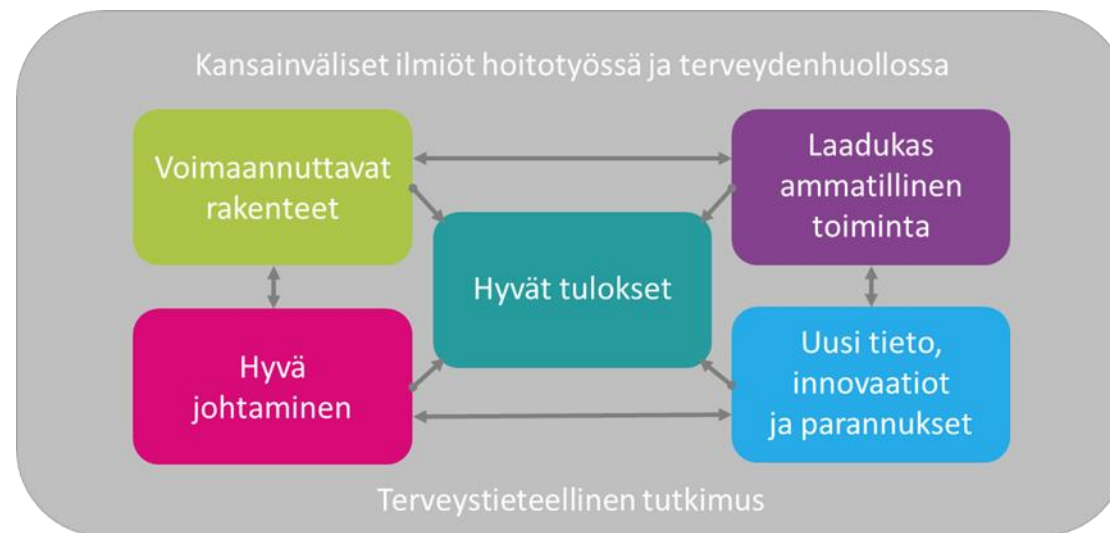 Kansainväliset ilmiöt hoitotyössä ja terveydenhuollossa
Voimaannuttavat
rakenteet
Laadukas
ammatillinen
toiminta
Hyvät tulokset
Hyvä
johtaminen
Uusi tieto,
innovaatiot
ja parannukset
Terveystieteellinen tutkimus